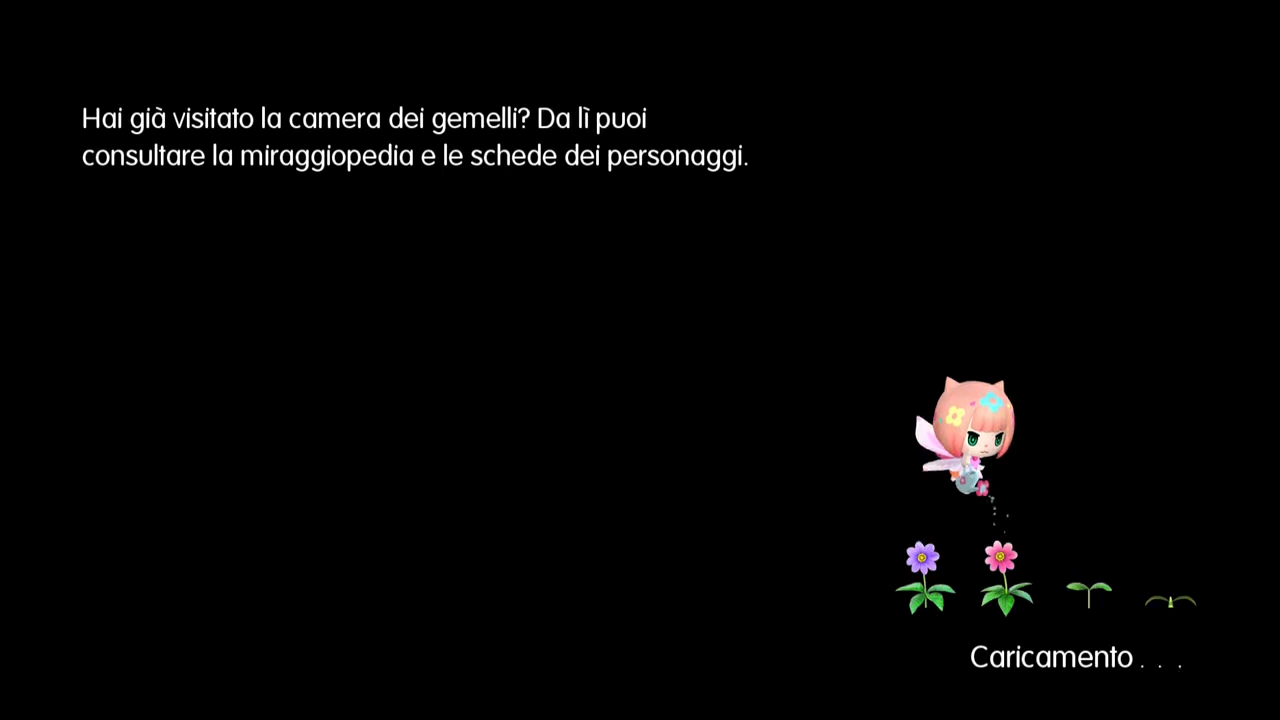 Hai già visitato la camera dei gemelli? Da lì puoi
consultare la miraggiopedia e le schede dei personaggi.
Caricamento . . .